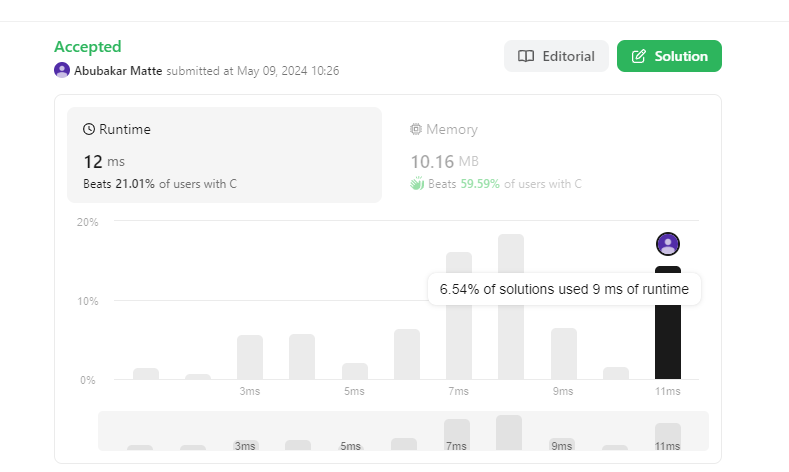 Accepted
Abubakar Matte submitted at May 09, 2024 10:26
Editorial
Solution
Runtime
12 ms
Beats 21.01% of users with C
Memory
10.16 MB
Beats 59.59% of users with C
20%
10%
0%
6.54% of solutions used 9 ms of runtime
3ms 5ms 7ms 9ms 11ms
3ms 5ms 7ms 9ms 11ms